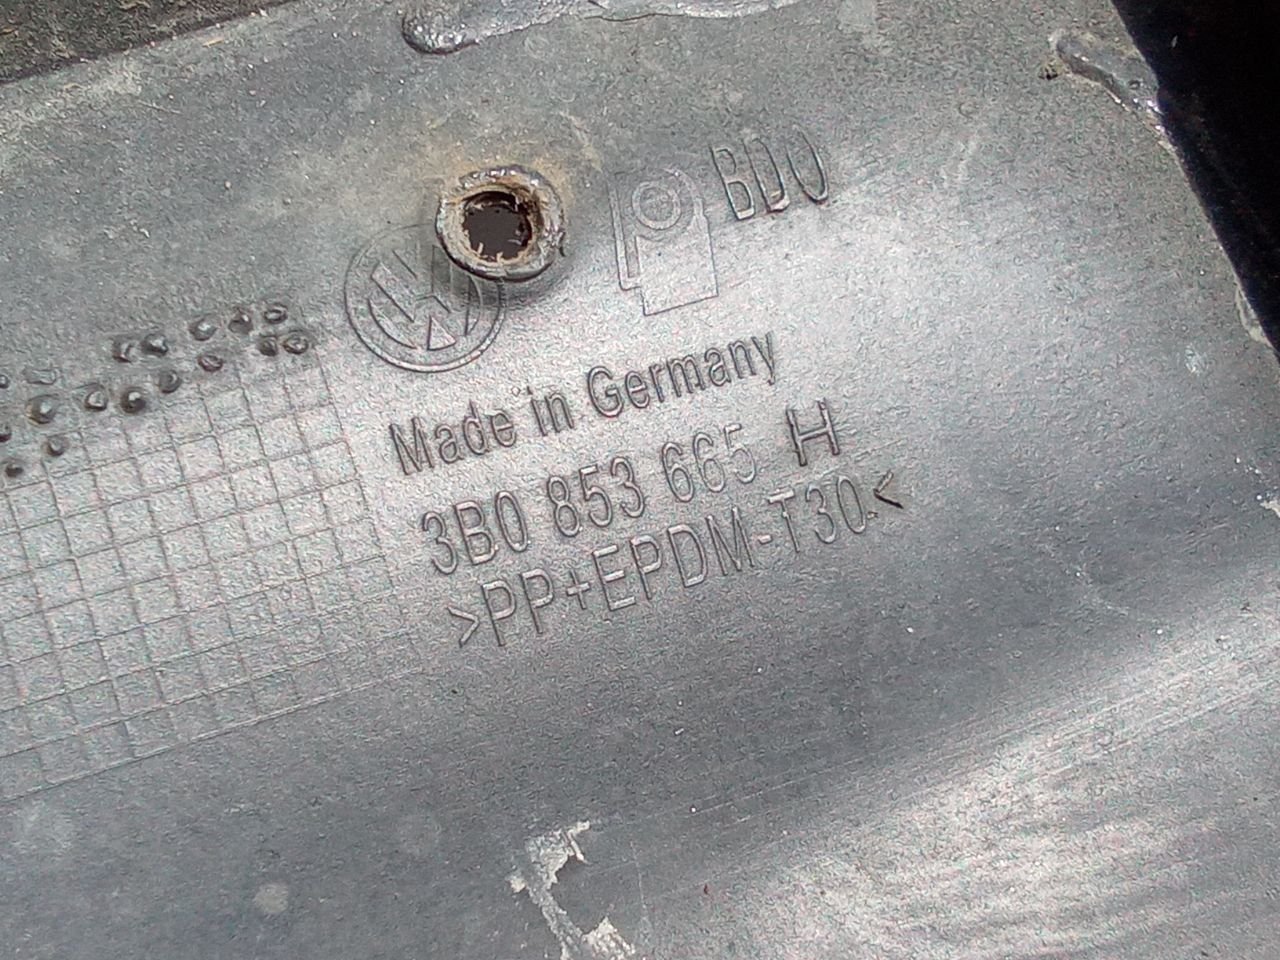 BDO
Made in Germany
3B0 853 665 H
>PP+EPDM-T30<